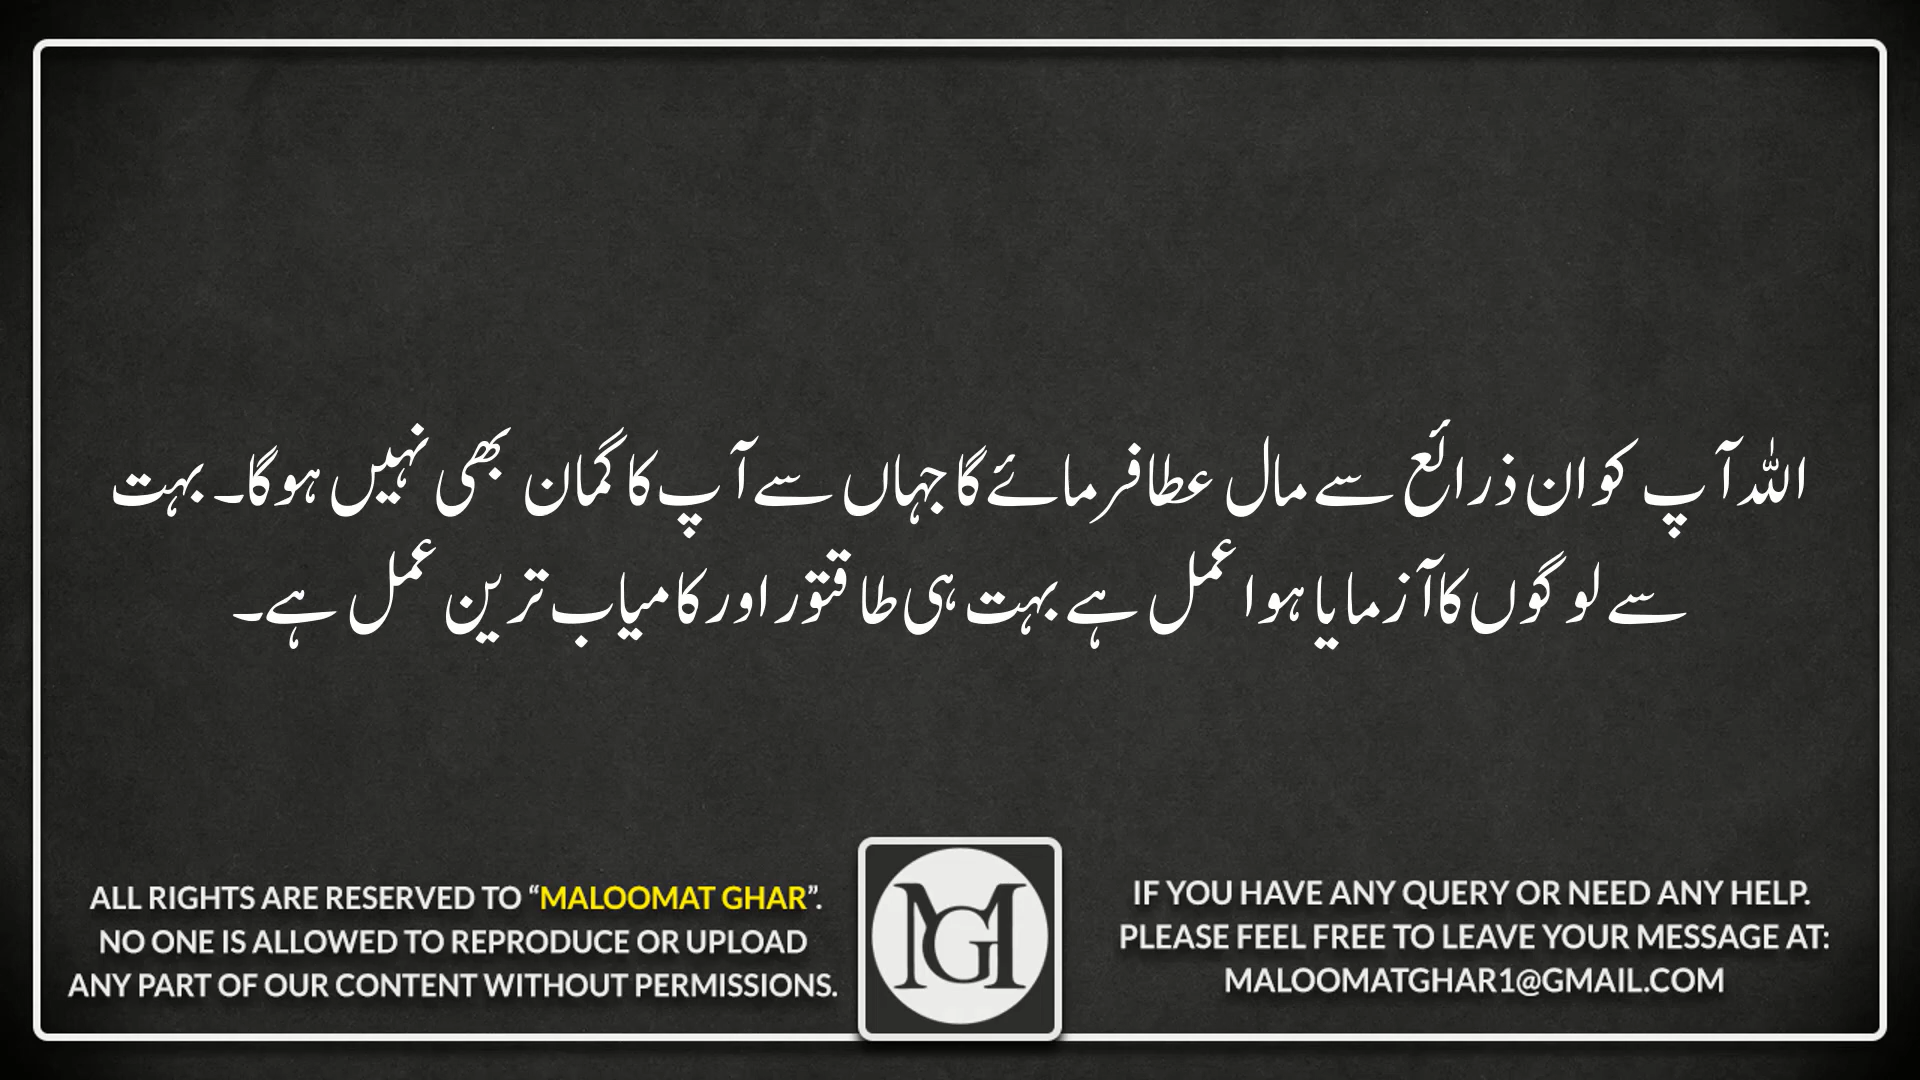 اللہ آپ کو ان ذرائع سے مال عطا فرمائے گا جہاں سے آپ کا گمان بھی نہیں ہوگا۔ بہت
سے لوگوں کا آزمایا ہوا عمل ہے بہت ہی طاقتور اور کامیاب ترین عمل ہے۔
ALL RIGHTS ARE RESERVED TO “MALOOMAT GHAR”.
NO ONE IS ALLOWED TO REPRODUCE OR UPLOAD
ANY PART OF OUR CONTENT WITHOUT PERMISSIONS.
MG
IF YOU HAVE ANY QUERY OR NEED ANY HELP.
PLEASE FEEL FREE TO LEAVE YOUR MESSAGE AT:
MALOOMATGHAR1@GMAIL.COM